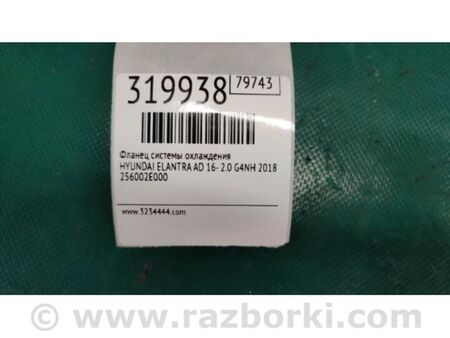 319938 79743
Фланец системы охлаждения
HYUNDAI ELANTRA AD 16- 2.0 G4NH 2018
256002E000
www.3234444.com
© www.razborki.com